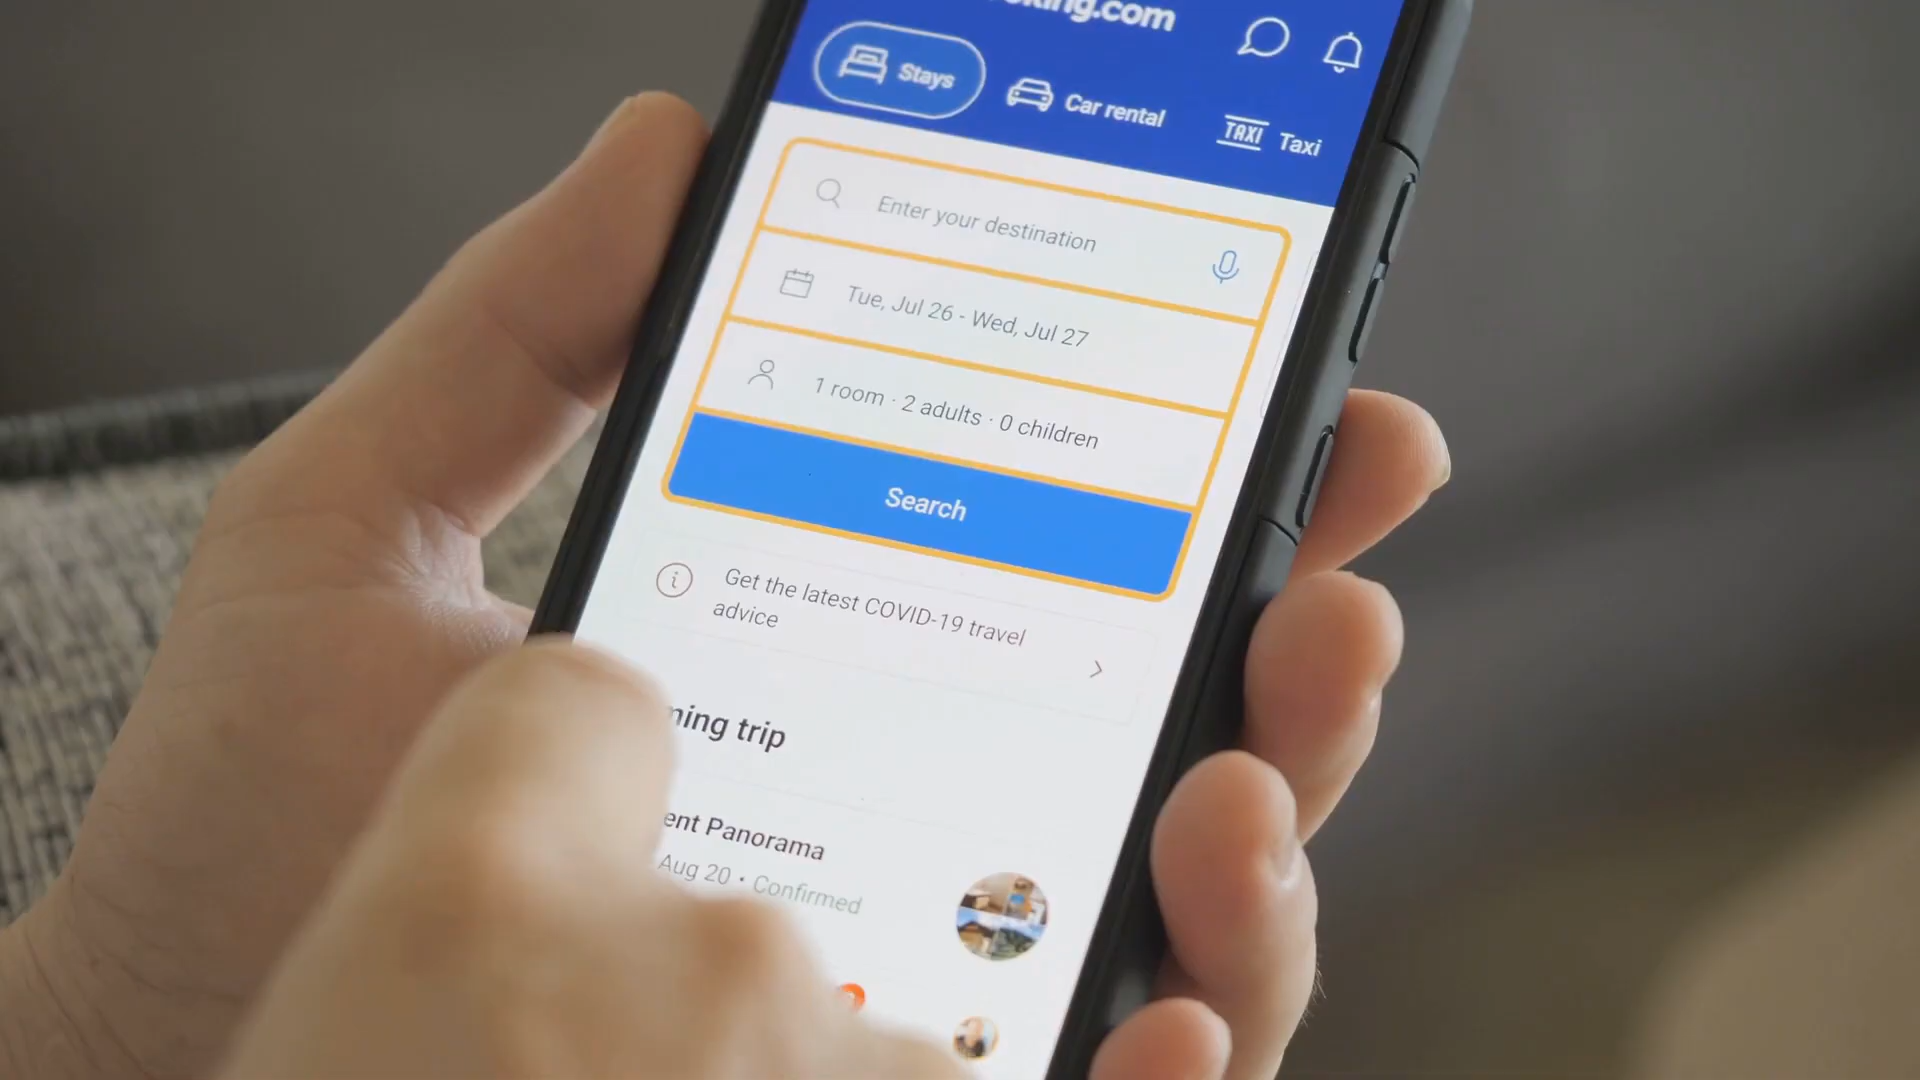 oking.com
Stays
Car rental
TAXI Taxi
Enter your destination
Tue, Jul 26 - Wed, Jul 27
1 room · 2 adults · 0 children
Search
Get the latest COVID-19 travel
advice
ming trip
ent Panorama
Aug 20 • Confirmed